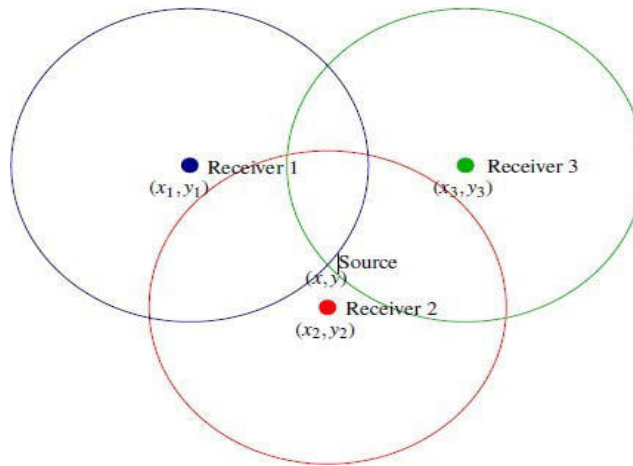 Receiver 1
(x₁,y₁)
Receiver 3
(x₃,y₃)
Source
(x,y)
Receiver 2
(x₂,y₂)